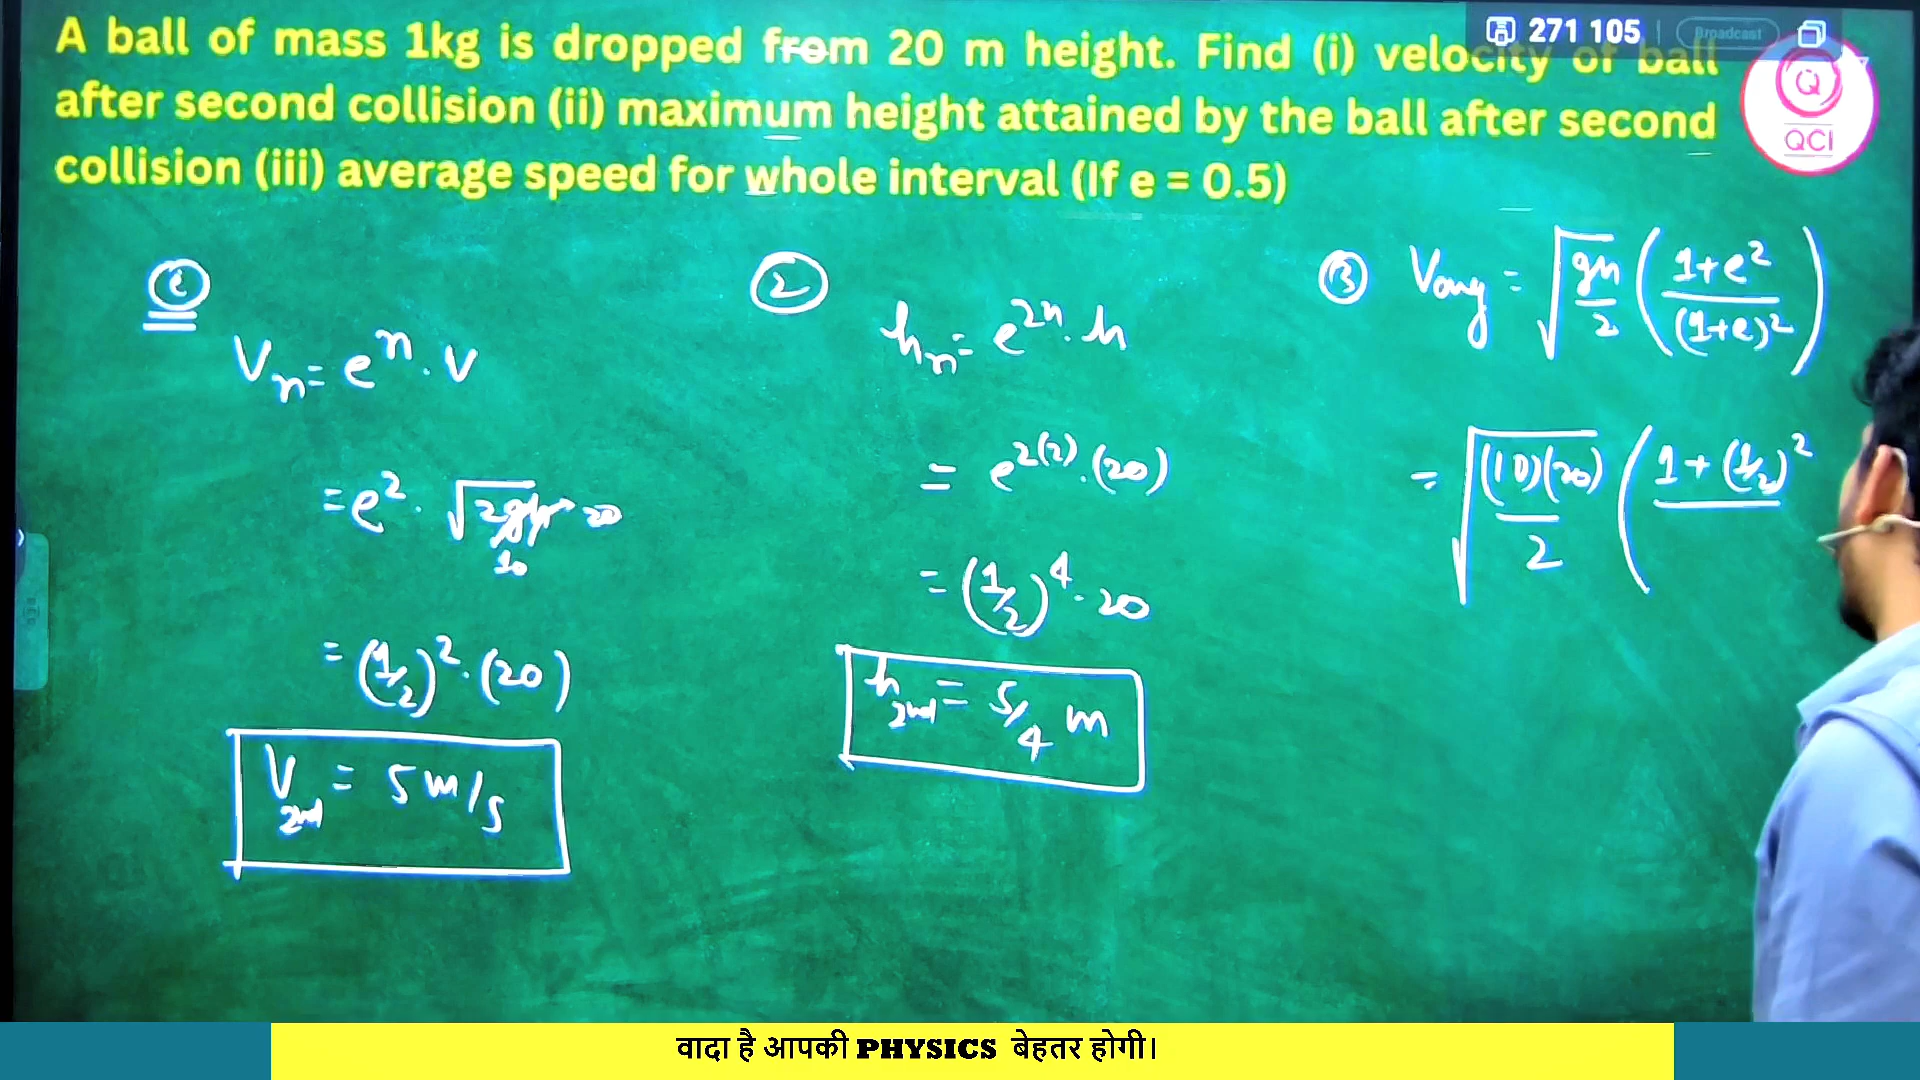 A ball of mass 1kg is dropped from 20 m height. Find (i) velocity of ball
after second collision (ii) maximum height attained by the ball after second
collision (iii) average speed for whole interval (If e = 0.5)
271 105
Broadcast
Q
QCI
Vn = e^n . V
= e^2 . √2gh → 20
10
= (1/2)^2 . (20)
V2nd = 5 m/s
②
hn = e^2n . h
= e^2(2) . (20)
= (1/2)^4 . 20
h2nd = 5/4 m
③ Vavg = √(gh/2) ((1+e^2)/(1+e)^2)
= √((10)(20)/2) (1 + (1/2)^2
वादा है आपकी PHYSICS बेहतर होगी।